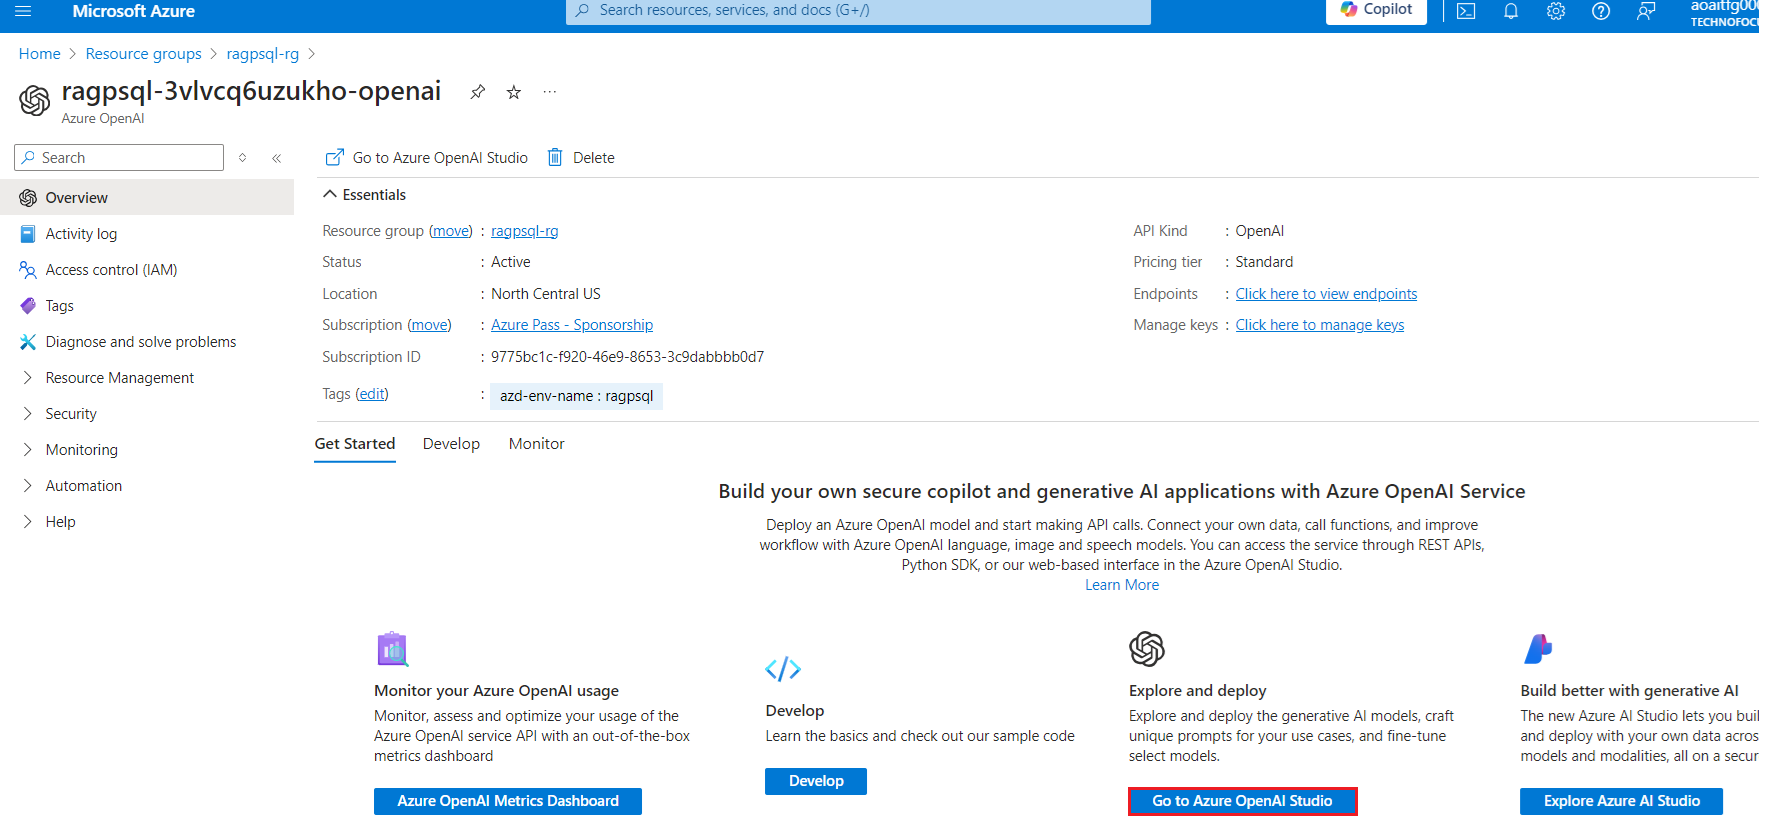 Microsoft Azure
Search resources, services, and docs (G+/)
Copilot
Home > Resource groups > ragpsql-rg >
ragpsql-3vlvcq6uzukho-openai
Azure OpenAI
Search
Overview
Activity log
Access control (IAM)
Tags
Diagnose and solve problems
Resource Management
Security
Monitoring
Automation
Help
Go to Azure OpenAI Studio
Delete
Essentials
Resource group (move) : ragpsql-rg
Status : Active
Location : North Central US
Subscription (move) : Azure Pass - Sponsorship
Subscription ID : 9775bc1c-f920-46e9-8653-3c9dabbbb0d7
Tags (edit) : azd-env-name : ragpsql
API Kind : OpenAI
Pricing tier : Standard
Endpoints : Click here to view endpoints
Manage keys : Click here to manage keys
Get Started Develop Monitor
Build your own secure copilot and generative AI applications with Azure OpenAI Service
Deploy an Azure OpenAI model and start making API calls. Connect your own data, call functions, and improve
workflow with Azure OpenAI language, image and speech models. You can access the service through REST APIs,
Python SDK, or our web-based interface in the Azure OpenAI Studio.
Learn More
Monitor your Azure OpenAI usage
Monitor, assess and optimize your usage of the
Azure OpenAI service API with an out-of-the-box
metrics dashboard
Azure OpenAI Metrics Dashboard
Develop
Learn the basics and check out our sample code
Develop
Explore and deploy
Explore and deploy the generative AI models, craft
unique prompts for your use cases, and fine-tune
select models.
Go to Azure OpenAI Studio
Build better with generative AI
The new Azure AI Studio lets you buil
and deploy with your own data acros
models and modalities, all on a secur
Explore Azure AI Studio